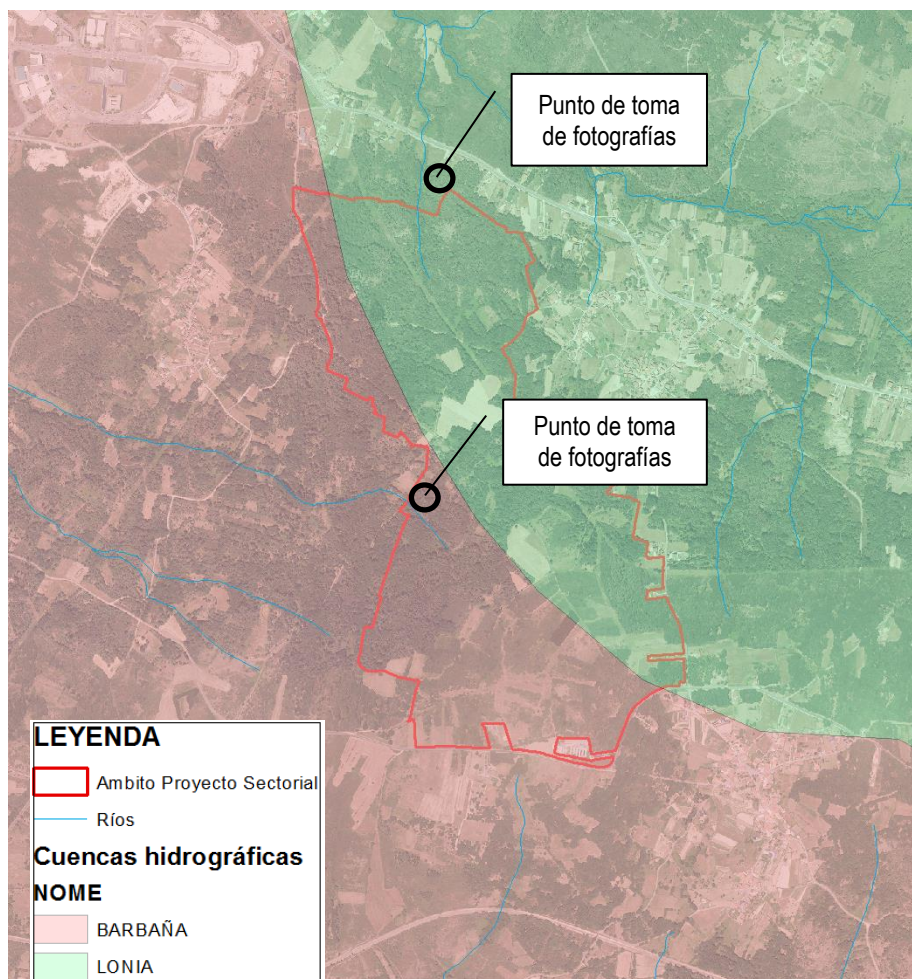 Punto de toma
de fotografías
Punto de toma
de fotografías
LEYENDA
Ambito Proyecto Sectorial
Ríos
Cuencas hidrográficas
NOME
BARBAÑA
LONIA